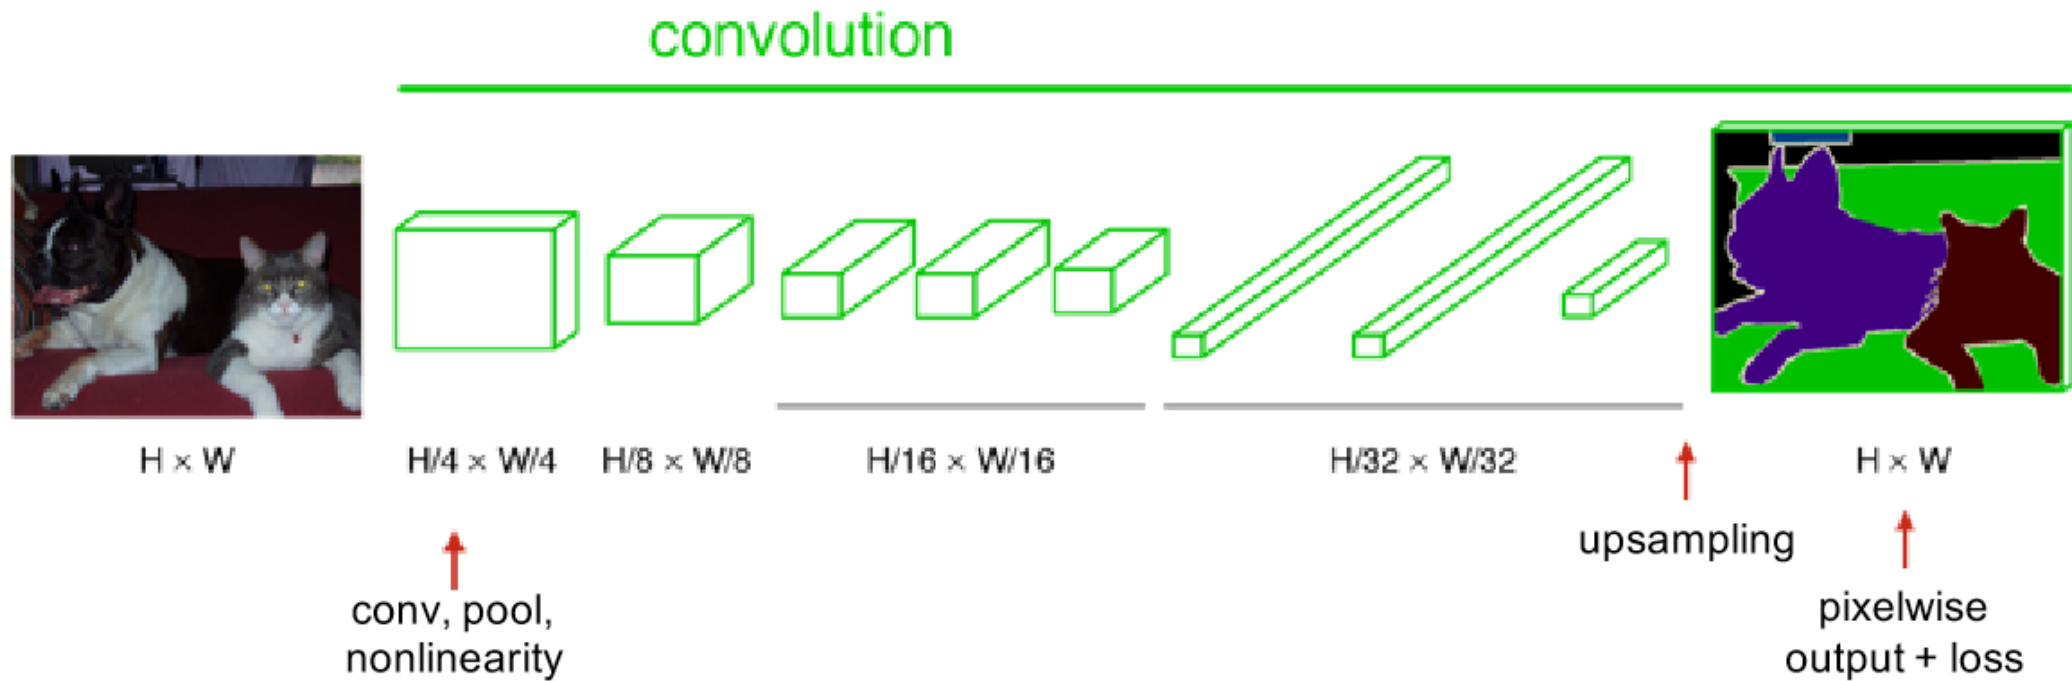 convolution
H × W
H/4 × W/4
H/8 × W/8
H/16 × W/16
H/32 × W/32
H × W
upsampling
conv, pool,
nonlinearity
pixelwise
output + loss